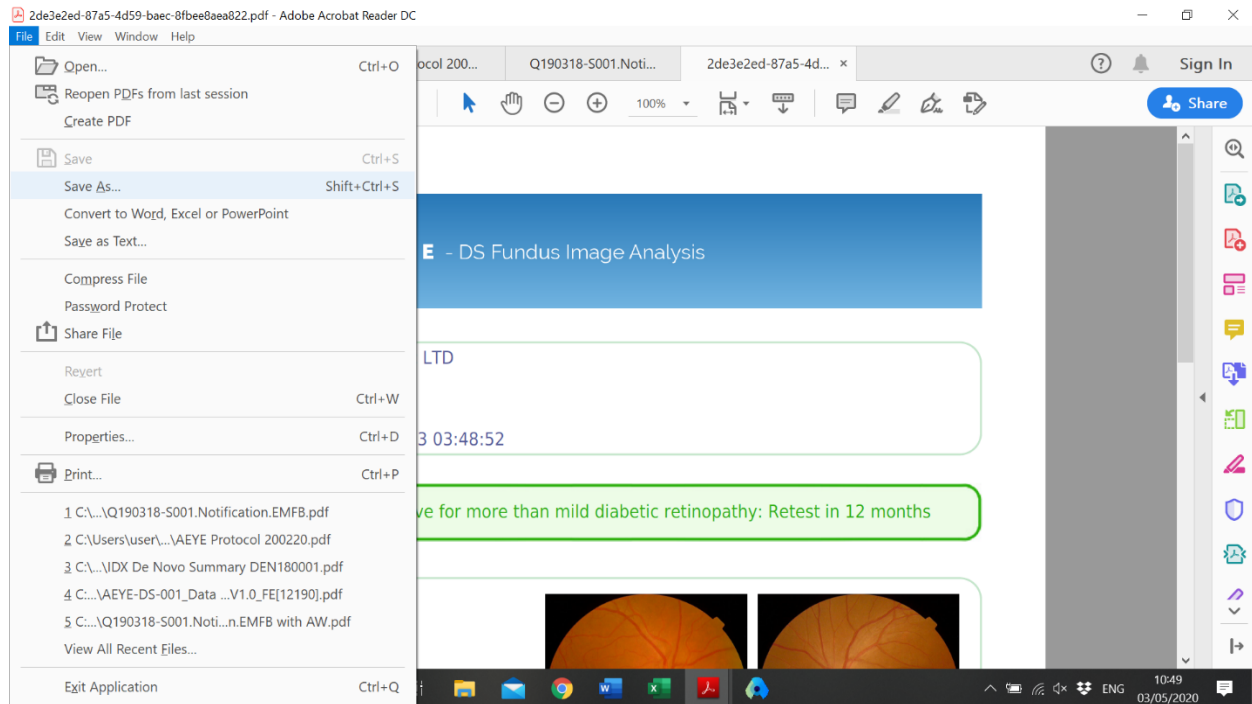 2de3e2ed-87a5-4d59-baec-8fbee8aea822.pdf - Adobe Acrobat Reader DC
File Edit View Window Help
ocol 200... Q190318-S001.Noti... 2de3e2ed-87a5-4d... × Sign In
100% Share
Open... Ctrl+O
Reopen PDFs from last session
Create PDF
Save Ctrl+S
Save As... Shift+Ctrl+S
Convert to Word, Excel or PowerPoint
Save as Text...
Compress File
Password Protect
Share File
Revert
Close File Ctrl+W
Properties... Ctrl+D
Print... Ctrl+P
1 C:\...\Q190318-S001.Notification.EMFB.pdf
2 C:\Users\user\...\AEYE Protocol 200220.pdf
3 C:\...\IDX De Novo Summary DEN180001.pdf
4 C:...\AEYE-DS-001_Data ...V1.0_FE[12190].pdf
5 C:...\Q190318-S001.Noti...n.EMFB with AW.pdf
View All Recent Files...
Exit Application Ctrl+Q
E - DS Fundus Image Analysis
LTD
3 03:48:52
ve for more than mild diabetic retinopathy: Retest in 12 months
ENG
10:49
03/05/2020